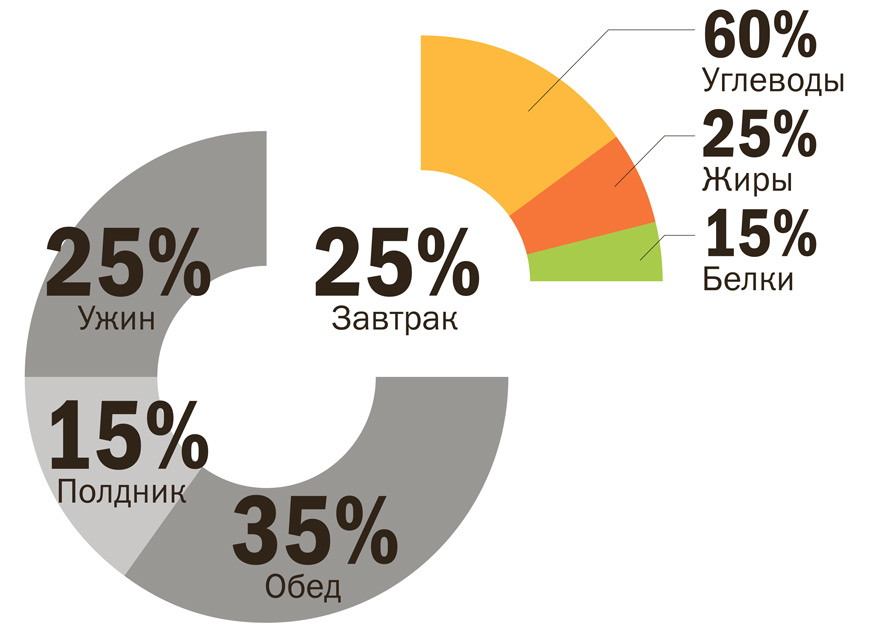 60%
Углеводы
25%
Жиры
15%
Белки
25%
Завтрак
25%
Ужин
15%
Полдник
35%
Обед